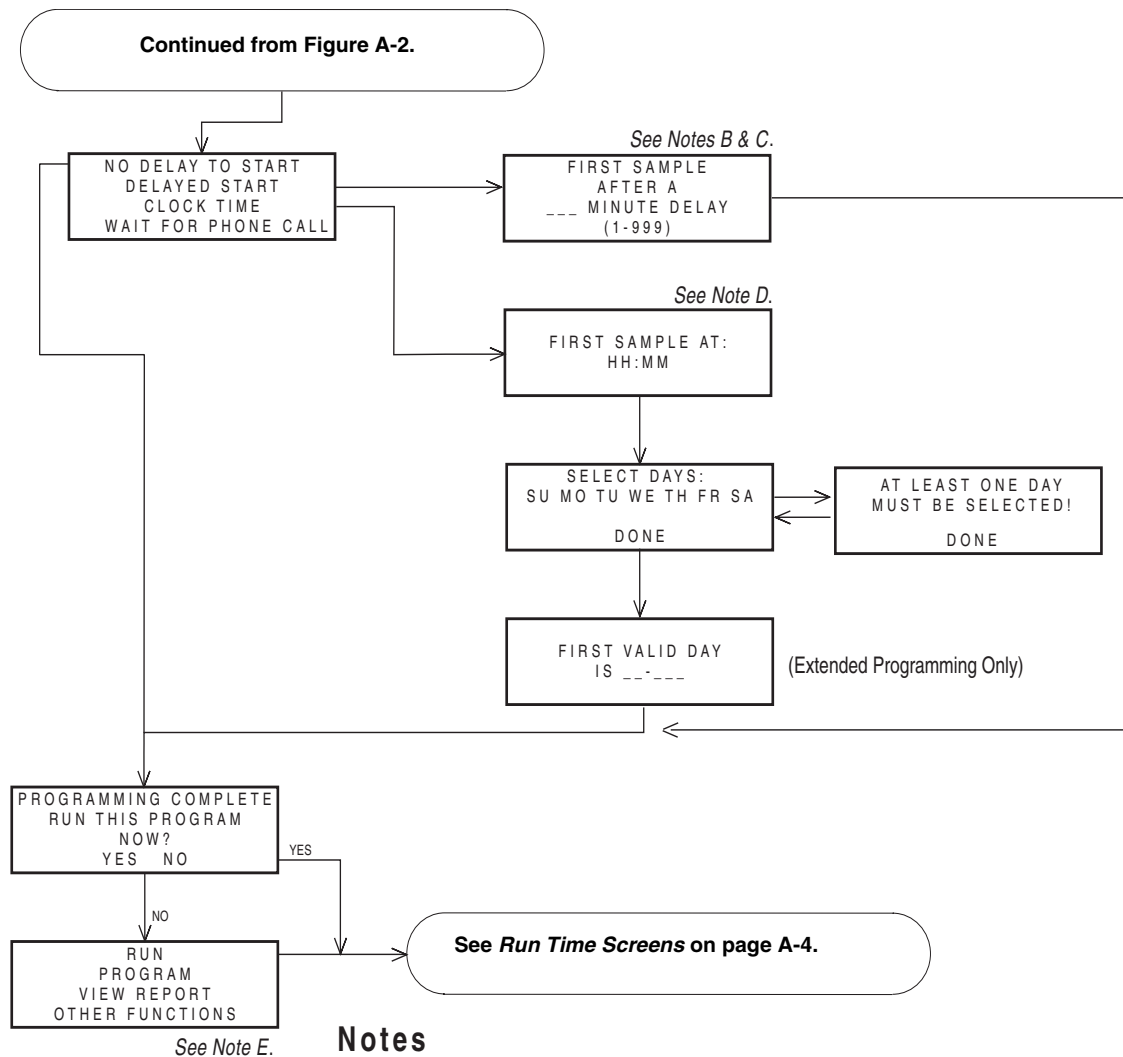 Continued from Figure A-2.
NO DELAY TO START
DELAYED START
CLOCK TIME
WAIT FOR PHONE CALL
See Notes B & C.
FIRST SAMPLE
AFTER A
___ MINUTE DELAY
(1-999)
See Note D.
FIRST SAMPLE AT:
HH:MM
SELECT DAYS:
SU MO TU WE TH FR SA
DONE
AT LEAST ONE DAY
MUST BE SELECTED!
DONE
FIRST VALID DAY
IS __-___
(Extended Programming Only)
PROGRAMMING COMPLETE
RUN THIS PROGRAM
NOW?
YES NO
YES
NO
RUN
PROGRAM
VIEW REPORT
OTHER FUNCTIONS
See Run Time Screens on page A-4.
See Note E.
Notes